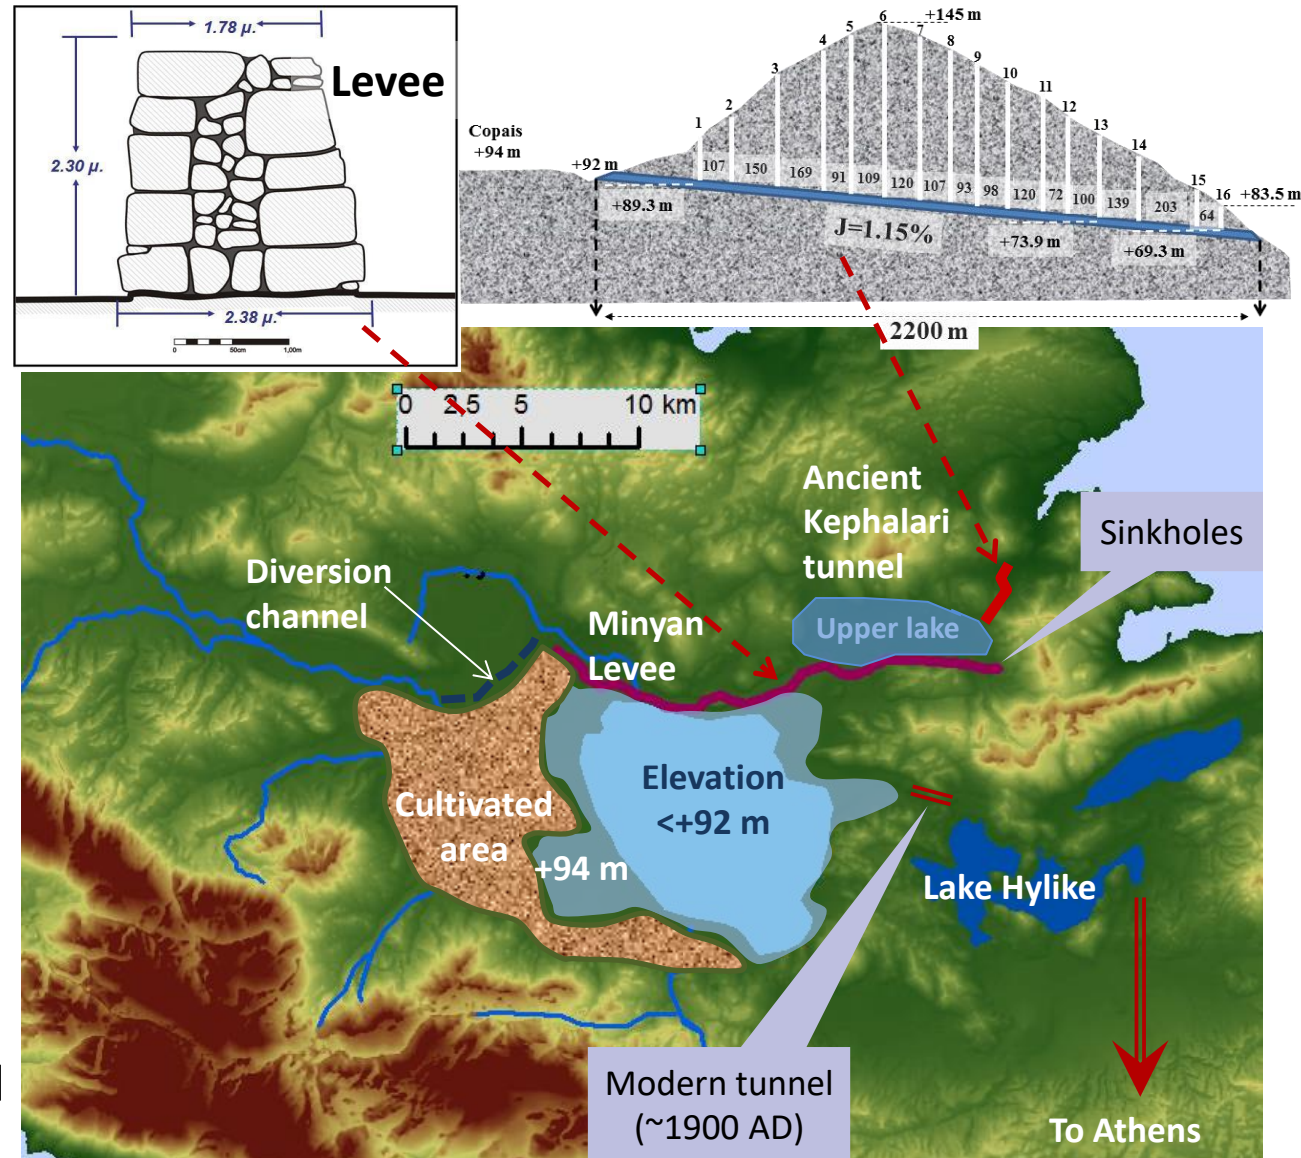 1.78 μ.
Levee
2.30 μ.
2.38 μ.
0 50cm 1,00m
6
+145 m
5
7
4
8
9
3
10
11
2
12
1
13
14
Copais
+94 m
+92 m
15
16
+83.5 m
107 150 169 91 109 120 107 93 98 120 72 100 139 203 64
+89.3 m
J=1.15%
+73.9 m
+69.3 m
2200 m
0 2.5 5 10 km
Ancient
Kephalari
tunnel
Sinkholes
Diversion
channel
Minyan
Levee
Upper lake
Elevation
<+92 m
Cultivated
area
+94 m
Lake Hylike
Modern tunnel
(~1900 AD)
To Athens